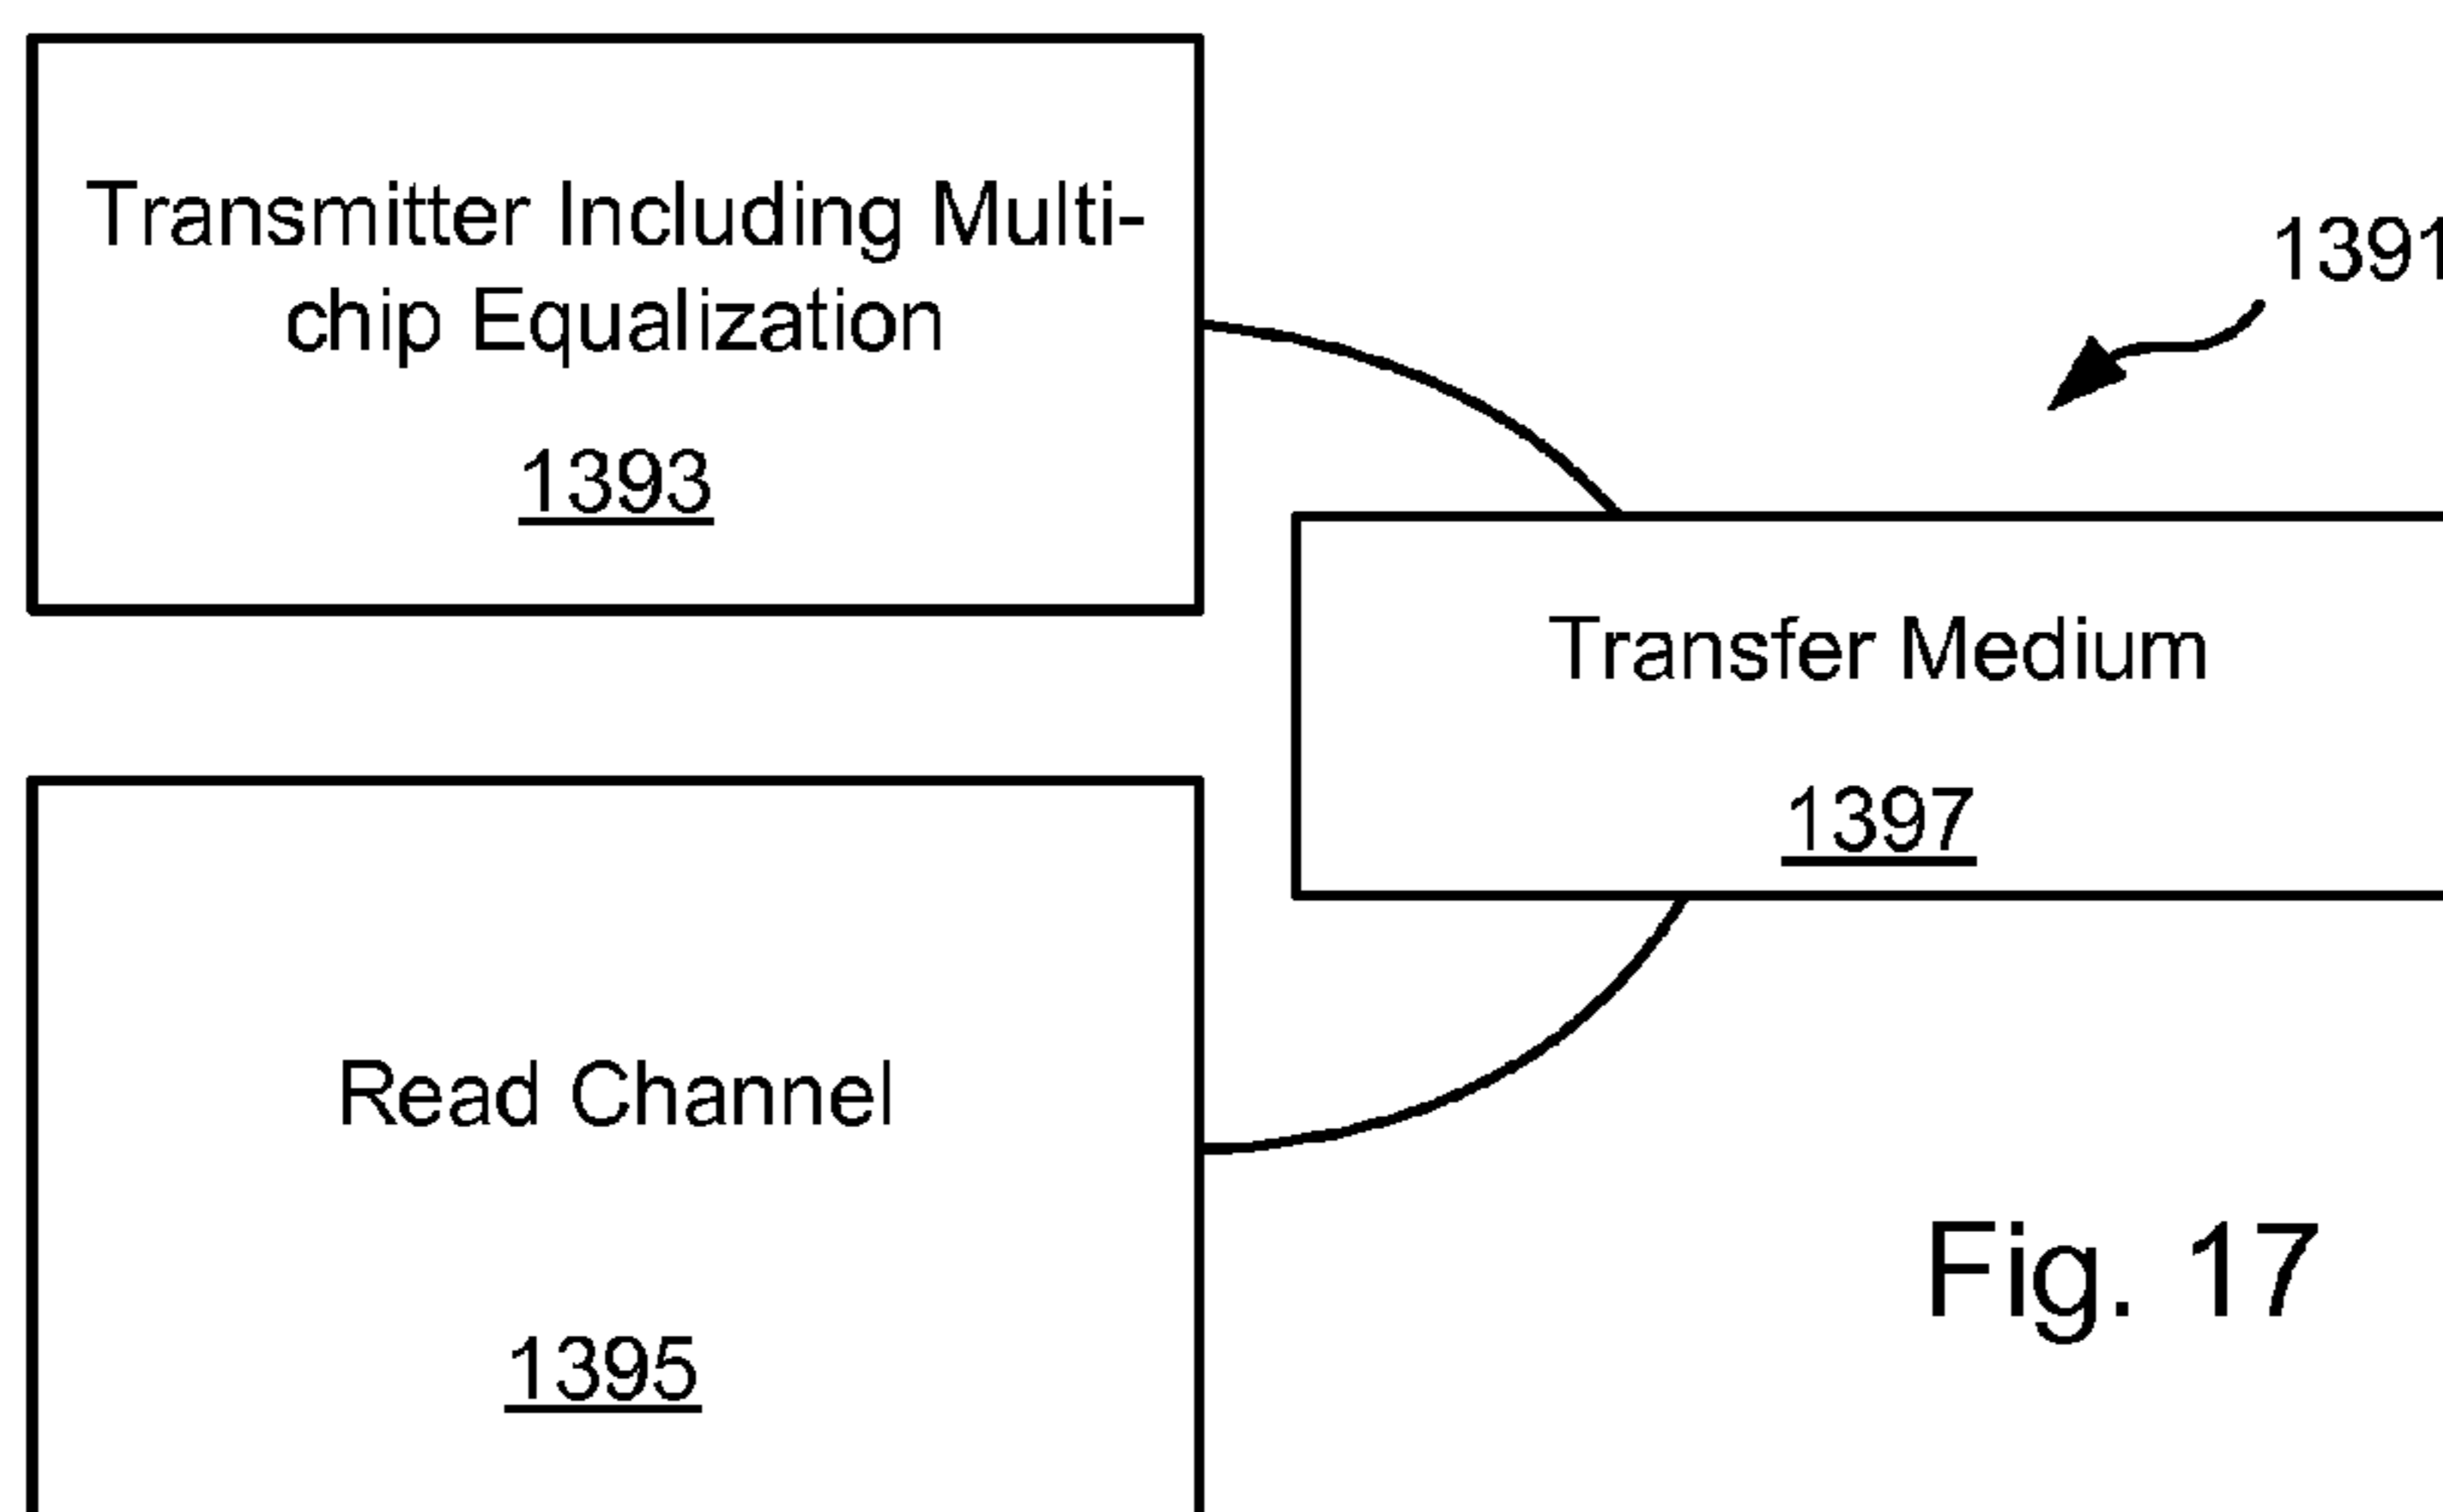 Transmitter Including Multi-
chip Equalization
1393
1391
Transfer Medium
1397
Read Channel
1395
Fig. 17